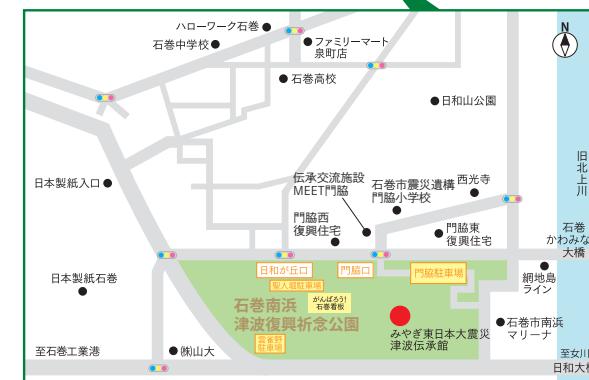 ハローワーク石巻
石巻中学校
ファミリーマート
泉町店
N
石巻高校
日和山公園
旧北上川
日本製紙入口
伝承交流施設
MEET門脇
石巻市震災遺構
門脇小学校
西光寺
門脇西
復興住宅
門脇東
復興住宅
石巻
かわみな
大橋
日和が丘口
門脇口
門脇駐車場
網地島
ライン
日本製紙石巻
聖人堀駐車場
がんばろう!
石巻看板
石巻南浜
津波復興祈念公園
みやぎ東日本大震災
津波伝承館
石巻市南浜
マリーナ
雲雀野
駐車場
至石巻工業港
㈱山大
至女川
日和大橋